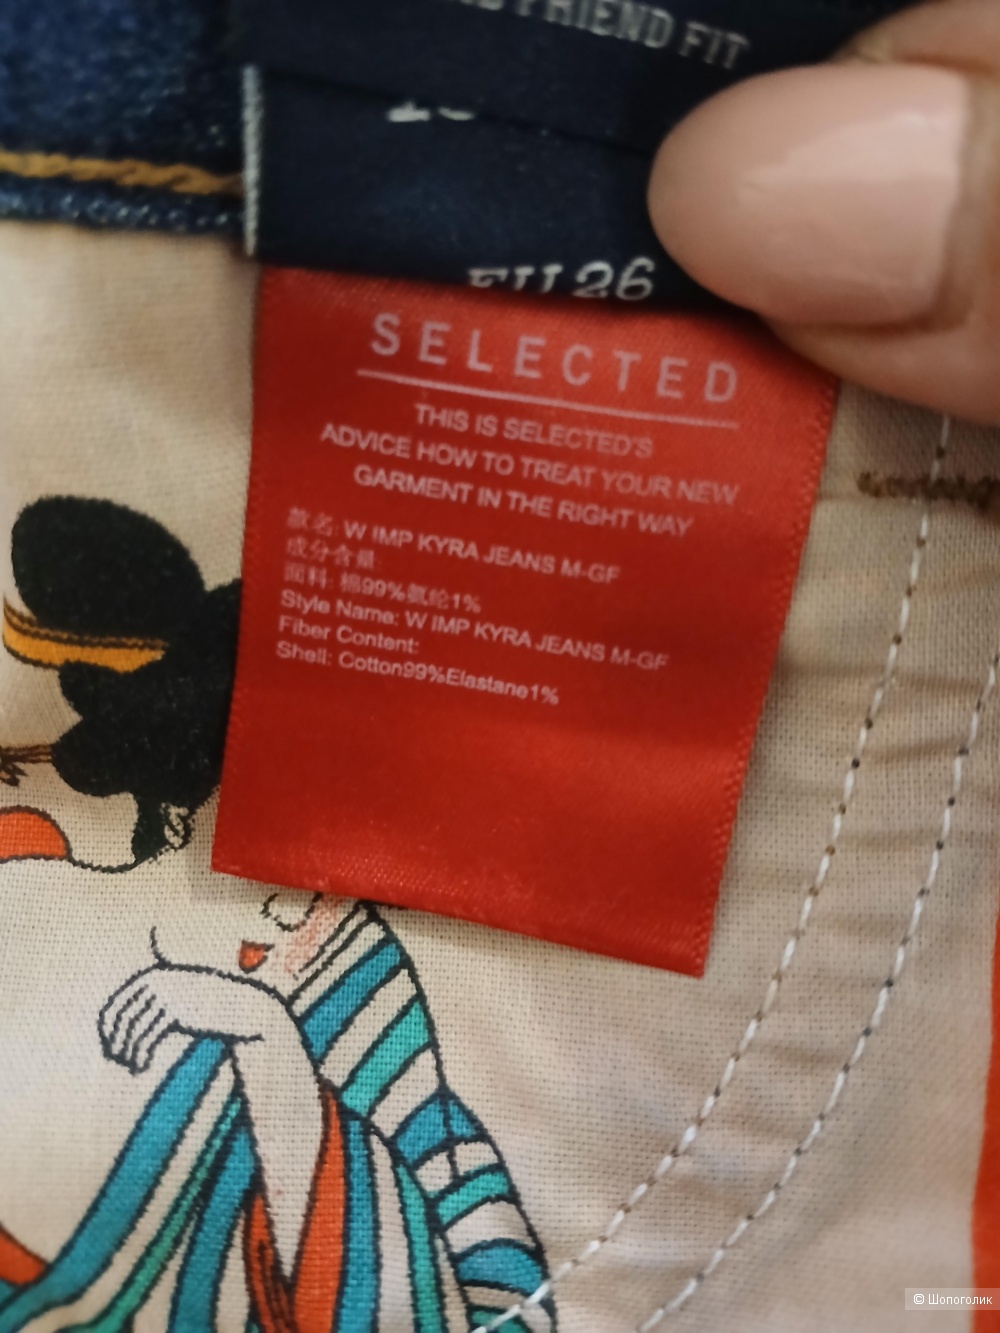 FRIEND FIT
EU 26
SELECTED
THIS IS SELECTED'S
ADVICE HOW TO TREAT YOUR NEW
GARMENT IN THE RIGHT WAY
款名: W IMP KYRA JEANS M-GF
成分含量:
面料: 棉99%氨纶1%
Style Name: W IMP KYRA JEANS M-GF
Fiber Content:
Shell: Cotton99%Elastane1%
© Шопоголик